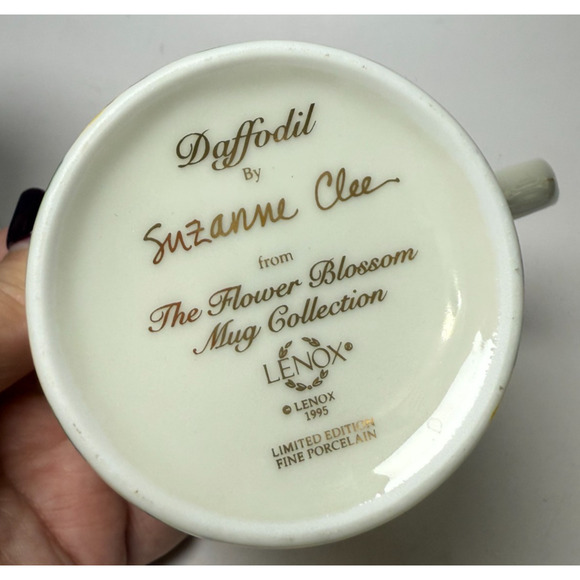 Daffodil
By
Suzanne Clee
from
The Flower Blossom
Mug Collection
LENOX®
© LENOX
1995
LIMITED EDITION
FINE PORCELAIN